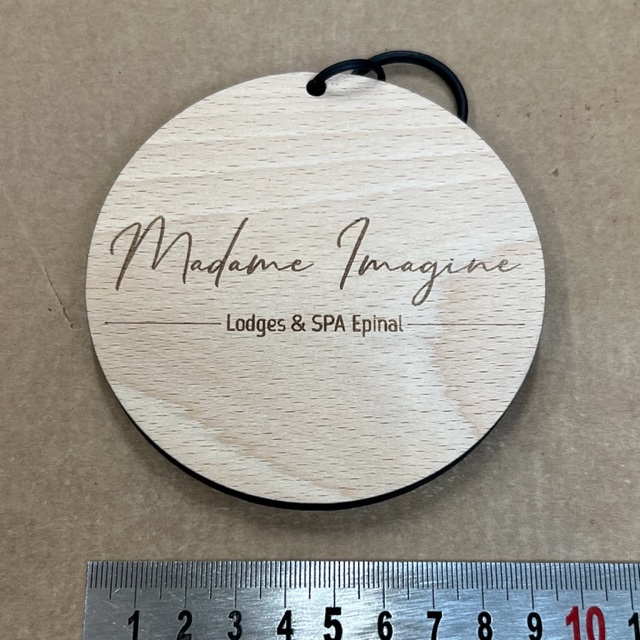 Madame Imagine
Lodges & SPA Epinal
1 2 3 4 5 6 7 8 9 10